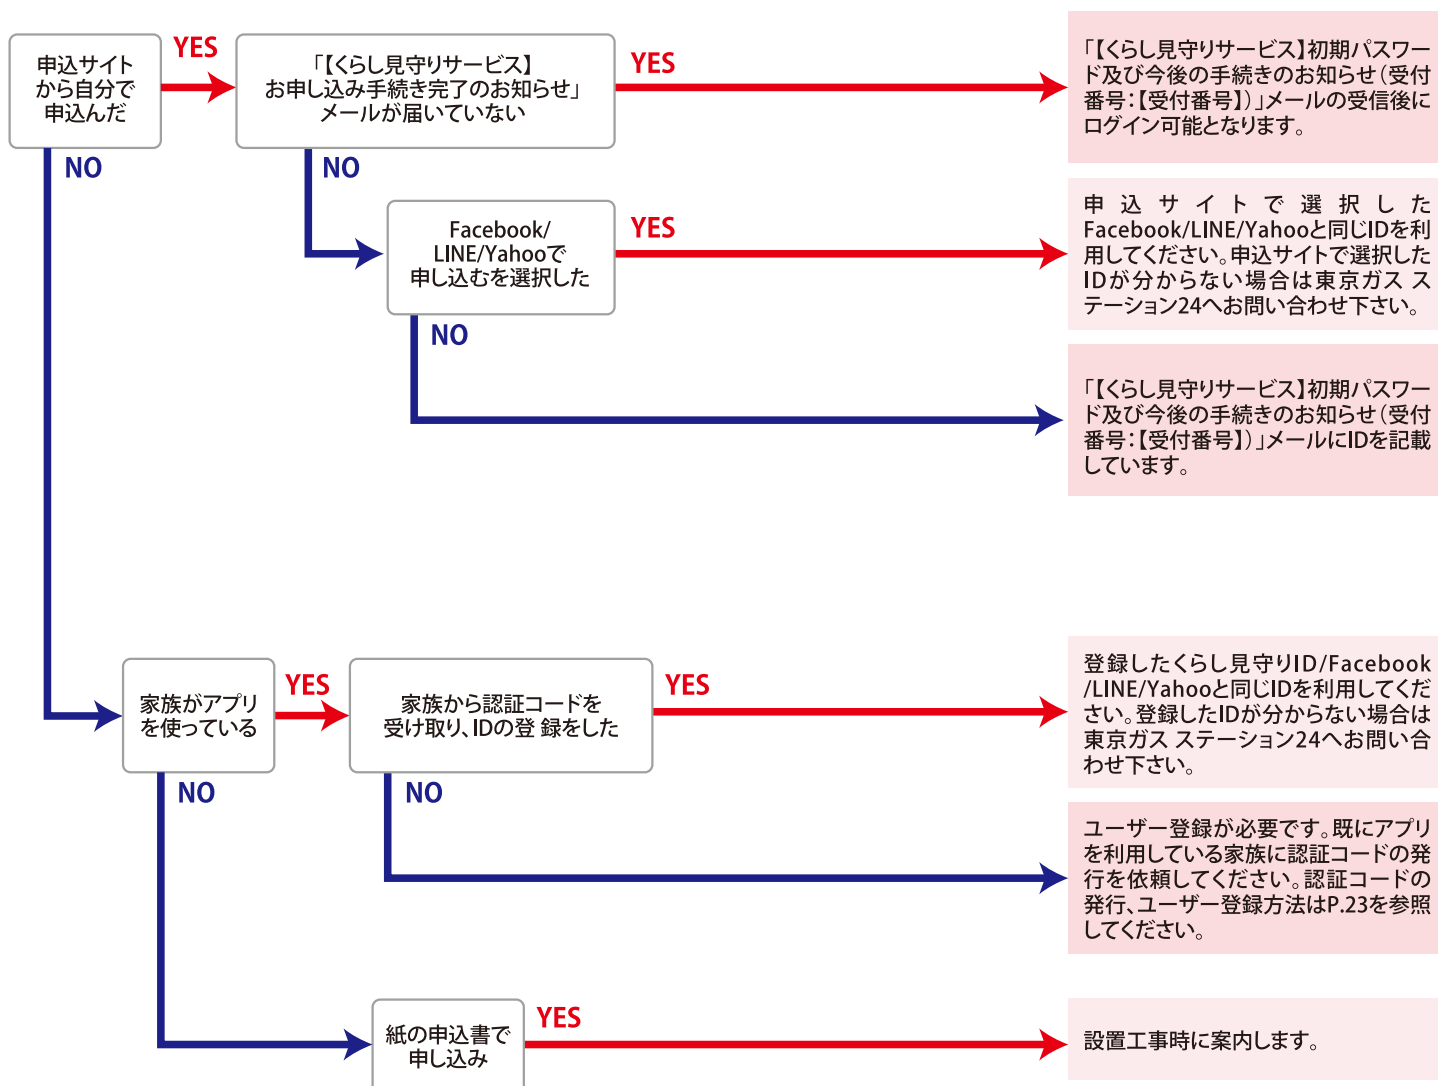 申込サイト
から自分で
申込んだ
YES
「【くらし見守りサービス】
お申し込み手続き完了のお知らせ」
メールが届いていない
YES
「【くらし見守りサービス】初期パスワー
ド及び今後の手続きのお知らせ（受付
番号：【受付番号】）」メールの受信後に
ログイン可能となります。
NO
NO
Facebook/
LINE/Yahooで
申し込むを選択した
YES
申込サイトで選択した
Facebook/LINE/Yahooと同じIDを利
用してください。申込サイトで選択した
IDが分からない場合は東京ガス ス
テーション24へお問い合わせ下さい。
NO
「【くらし見守りサービス】初期パスワー
ド及び今後の手続きのお知らせ（受付
番号：【受付番号】）」メールにIDを記載
しています。
家族がアプリ
を使っている
YES
家族から認証コードを
受け取り、IDの登 録をした
YES
登録したくらし見守りID/Facebook
/LINE/Yahooと同じIDを利用してくだ
さい。登録したIDが分からない場合は
東京ガス ステーション24へお問い合
わせ下さい。
NO
NO
ユーザー登録が必要です。既にアプリ
を利用している家族に認証コードの発
行を依頼してください。認証コードの
発行、ユーザー登録方法はP.23を参照
してください。
紙の申込書で
申し込み
YES
設置工事時に案内します。